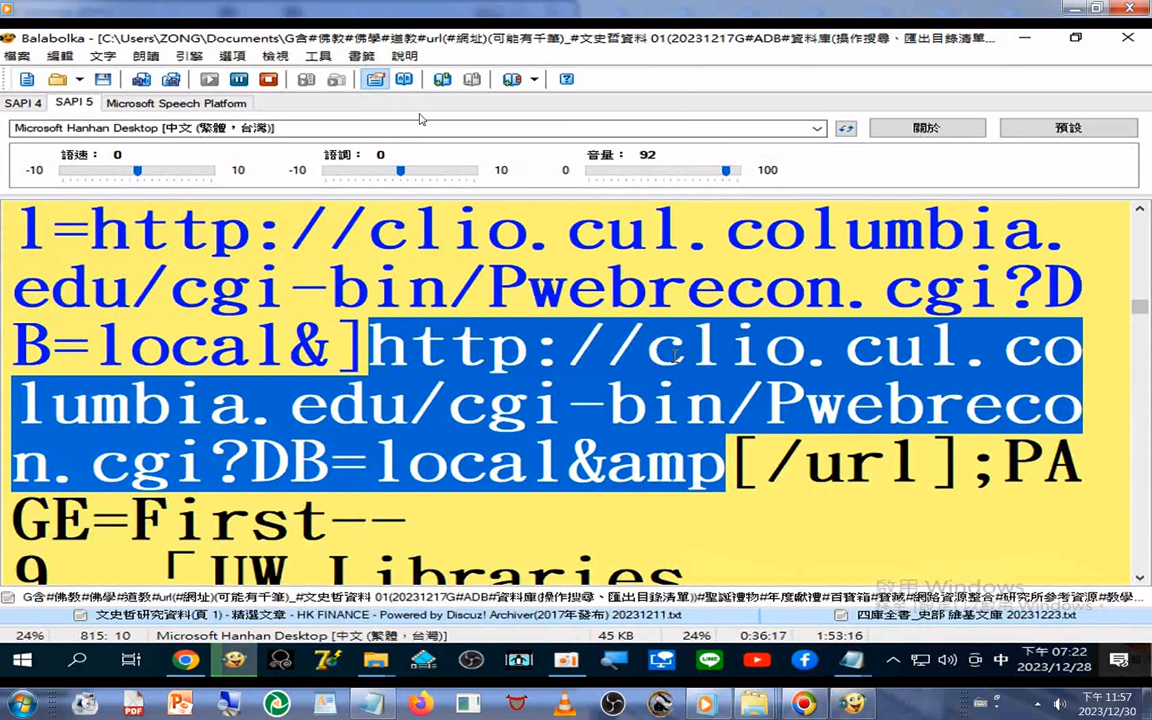 Balabolka - [C:\Users\ZONG\Documents\G含#佛教#佛學#道教#url(#網址)(可能有千筆)_#文史哲資料 01(20231217G#ADB#資料庫(操作搜尋、匯出目錄清單...
檔案 編輯 文字 朗讀 引擎 選項 檢視 工具 書籤 說明
SAPI 4 SAPI 5 Microsoft Speech Platform
Microsoft Hanhan Desktop [中文 (繁體，台灣)] 關於 預設
語速： 0 語調： 0 音量： 92
-10 10 -10 10 0 100
l=http://clio.cul.columbia.
edu/cgi-bin/Pwebrecon.cgi?D
B=local&]http://clio.cul.co
lumbia.edu/cgi-bin/Pwebreco
n.cgi?DB=local&amp[/url];PA
GE=First--
9. 「UW Libraries
啟用 Windows
G含#佛教#佛學#道教#url(#網址)(可能有千筆)_#文史哲資料 01(20231217G#ADB#資料庫(操作搜尋、匯出目錄清單))#聖誕禮物#年度獻禮#百寶箱#寶藏#網路資源整合#研究所參考資源#教學...
文史哲研究資料(頁 1) - 精選文章 - HK FINANCE - Powered by Discuz! Archiver(2017年發布) 20231211.txt 四庫全書_史部 維基文庫 20231223.txt
24% 815: 10 Microsoft Hanhan Desktop [中文 (繁體，台灣)] 45 KB 24% 0:36:17 1:53:16
中 下午 07:22
2023/12/28
下午 11:57
2023/12/30